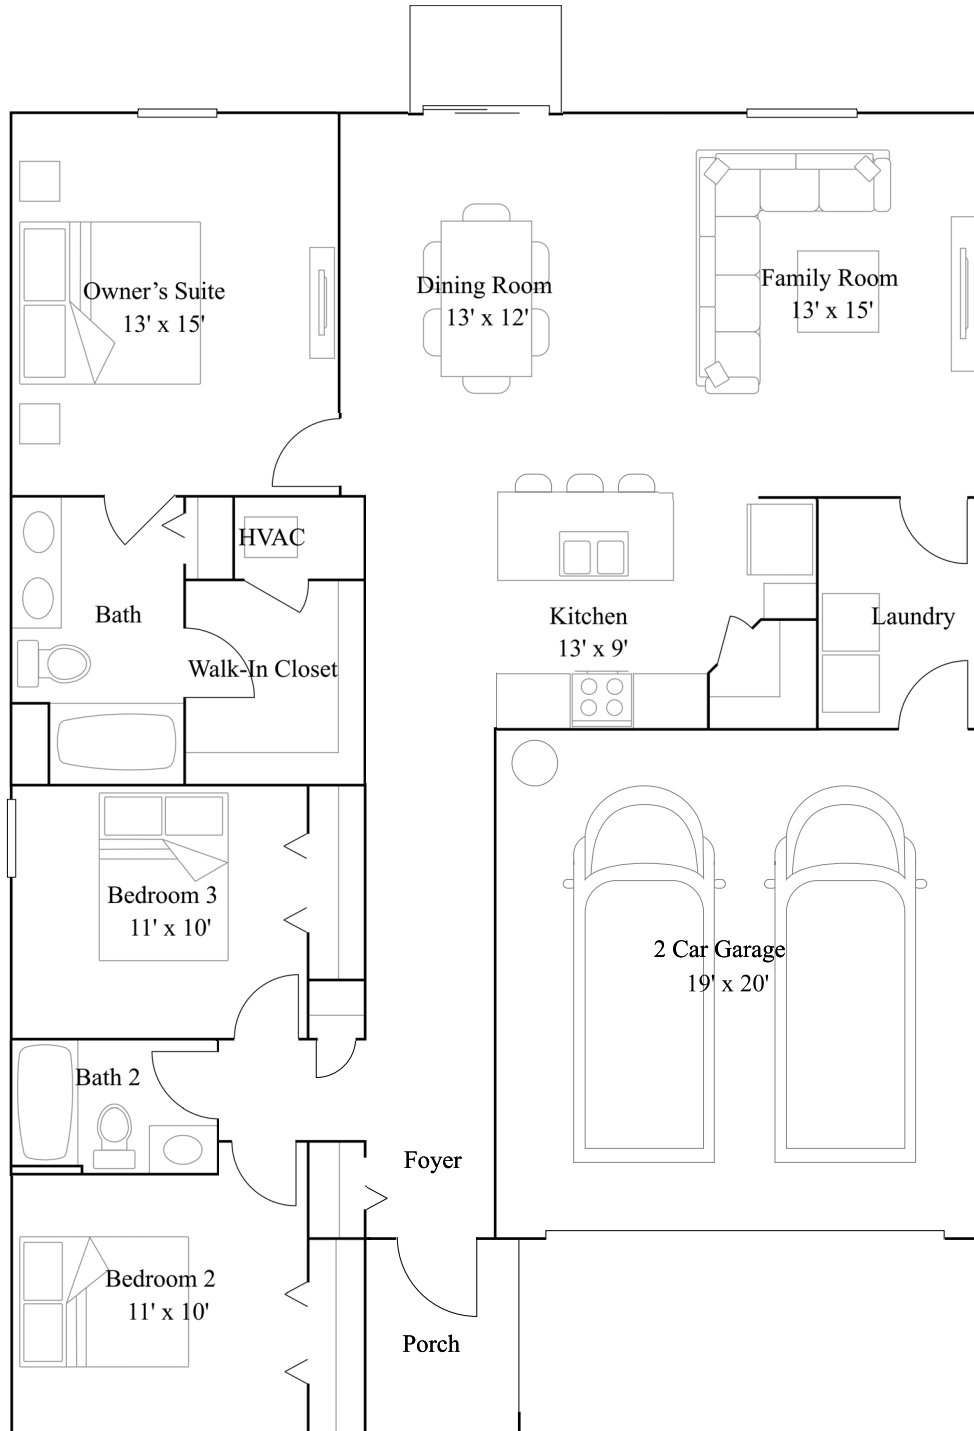 Owner’s Suite
13' x 15'
Dining Room
13' x 12'
Family Room
13' x 15'
HVAC
Bath
Walk-In Closet
Kitchen
13' x 9'
Laundry
Bedroom 3
11' x 10'
2 Car Garage
19' x 20'
Bath 2
Foyer
Bedroom 2
11' x 10'
Porch